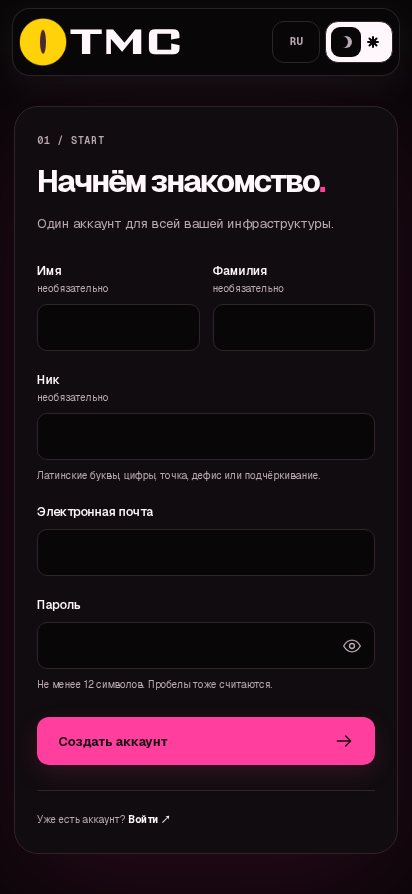 TMC
RU
01 / START
Начнём знакомство.
Один аккаунт для всей вашей инфраструктуры.
Имя
необязательно
Фамилия
необязательно
Ник
необязательно
Латинские буквы, цифры, точка, дефис или подчёркивание.
Электронная почта
Пароль
Не менее 12 символов. Пробелы тоже считаются.
Создать аккаунт →
Уже есть аккаунт? Войти ↗